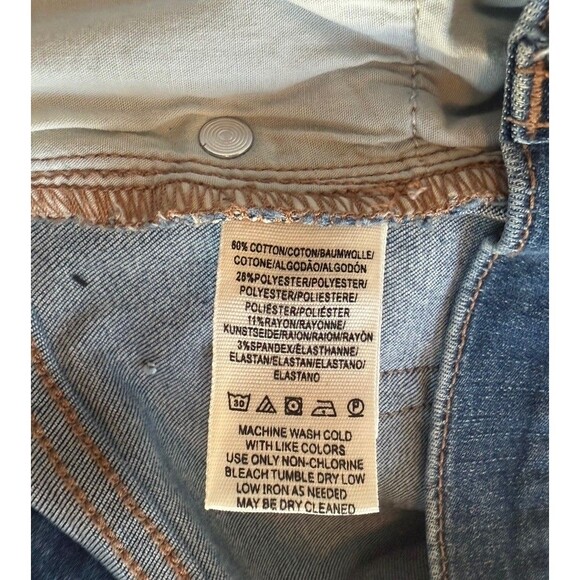 60% COTTON/COTON/BAUMWOLLE/
COTONE/ALGODÃO/ALGODÓN
26%POLYESTER/POLYESTER/
POLYESTER/POLIESTERE/
POLIÉSTER/POLIÉSTER
11%RAYON/RAYONNE/
KUNSTSEIDE/RAION/RAIOM/RAYÓN
3%SPANDEX/ÉLASTHANNE/
ELASTAN/ELASTAN/ELASTANO/
ELASTANO
30 P
MACHINE WASH COLD
WITH LIKE COLORS
USE ONLY NON-CHLORINE
BLEACH TUMBLE DRY LOW
LOW IRON AS NEEDED
MAY BE DRY CLEANED